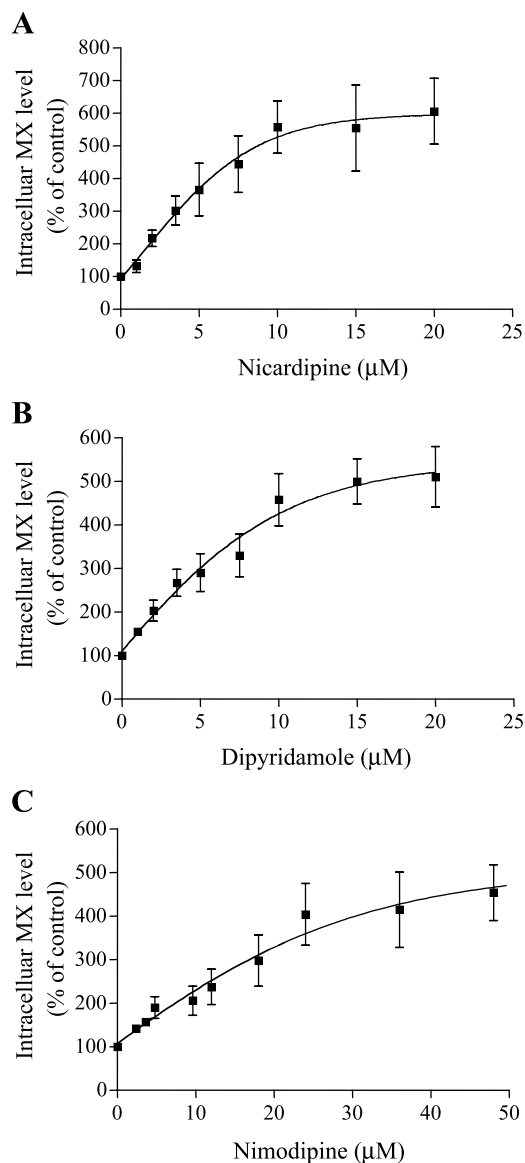 A
Intracelluar MX level
(% of control)
800
700
600
500
400
300
200
100
0
0 5 10 15 20 25
Nicardipine (μM)
B
Intracelluar MX level
(% of control)
600
500
400
300
200
100
0
0 5 10 15 20 25
Dipyridamole (μM)
C
Intracelluar MX level
(% of control)
600
500
400
300
200
100
0
0 10 20 30 40 50
Nimodipine (μM)